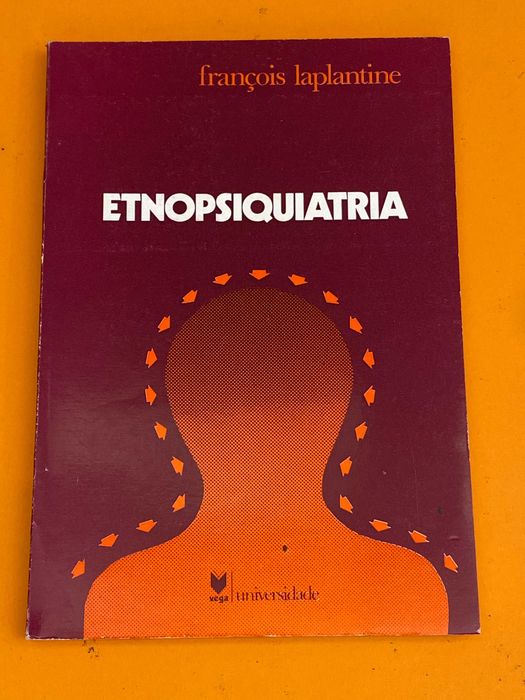 françois laplantine
ETNOPSIQUIATRIA
vega | universidade